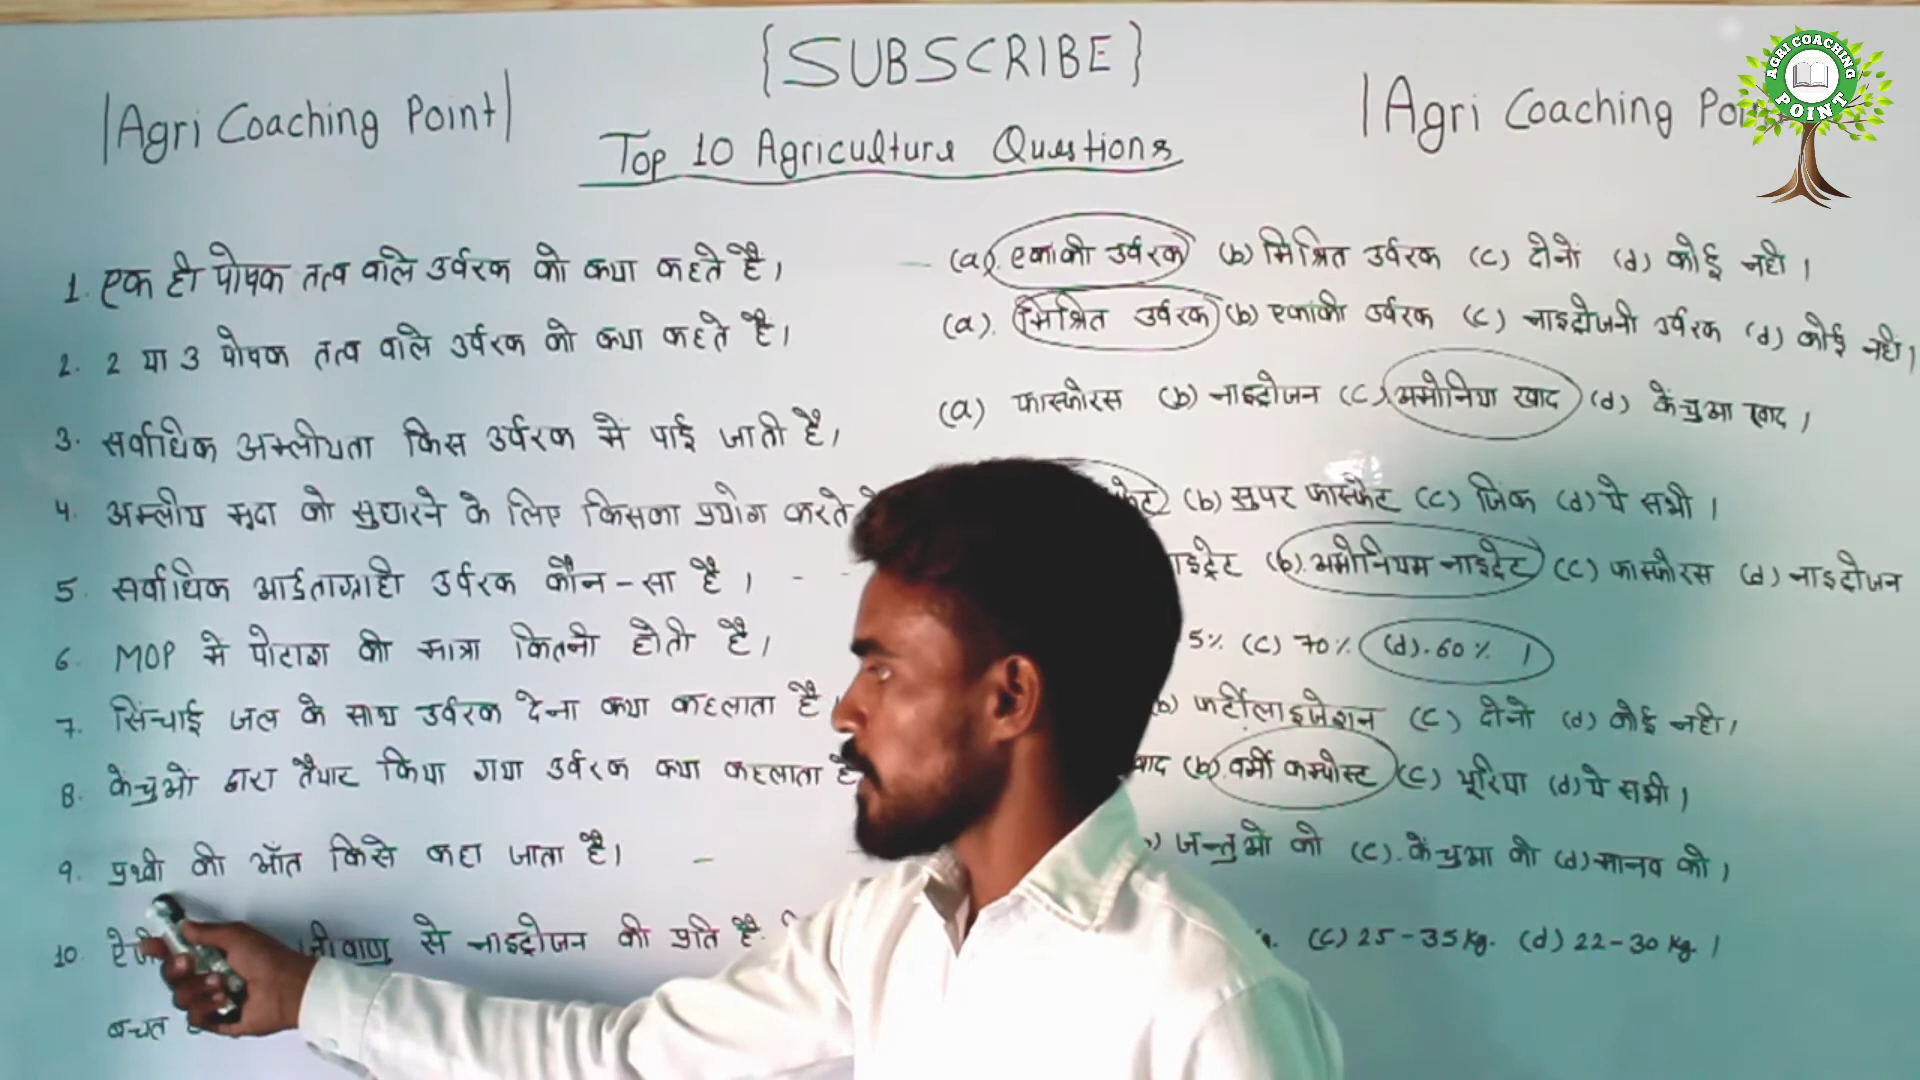 {SUBSCRIBE}
|Agri Coaching Point|
|Agri Coaching
AGRI COACHING POINT
Top 10 Agriculture Questions
1. एक ही पोषक तत्व वाले उर्वरक को क्या कहते है। (a). एकाकी उर्वरक (b) मिश्रित उर्वरक (c) दोनों (d) कोई नही।
2. 2 या 3 पोषक तत्व वाले उर्वरक को क्या कहते है। (a). मिश्रित उर्वरक (b) एकाकी उर्वरक (c) नाइट्रोजनी उर्वरक (d) कोई नहीं।
3. सर्वाधिक अम्लीयता किस उर्वरक में पाई जाती है। (a) फास्फोरस (b) नाइट्रोजन (c). अमोनिया खाद (d) केंचुआ खाद।
4. अम्लीय मृदा को सुधारने के लिए किसका प्रयोग करते (b) सुपर फास्फेट (c) जिंक (d) ये सभी।
5. सर्वाधिक आर्द्रताग्राही उर्वरक कौन-सा है। (b). अमोनियम नाइट्रेट (c) फास्फोरस (d) नाइट्रोजन
6. MOP मे पोटाश की मात्रा कितनी होती है। 5% (c) 70% (d). 60%।
7. सिंचाई जल के साथ उर्वरक देना क्या कहलाता है। (b) फर्टीलाइजेशन (c) दोनो (d) कोई नही।
8. केचुओं द्वारा तैयार किया गया उर्वरक क्या कहलाता है (b). वर्मी कम्पोस्ट (c) यूरिया (d) ये सभी।
9. प्रथ्वी की आँत किसे कहा जाता है। - जन्तुओ को (c). केंचुआ को (d) मानव को।
10. से नाइट्रोजन की प्रति है. (c) 25-35 kg. (d) 22-30 kg।
बचत